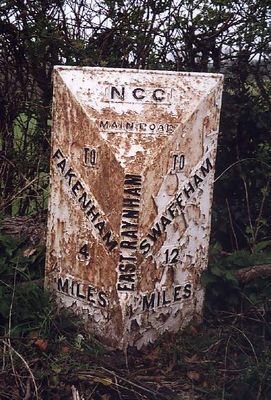 NCC
MAIN ROAD
TO
FAKENHAM
4
MILES
EAST RAYNHAM
TO
SWAFFHAM
12
MILES